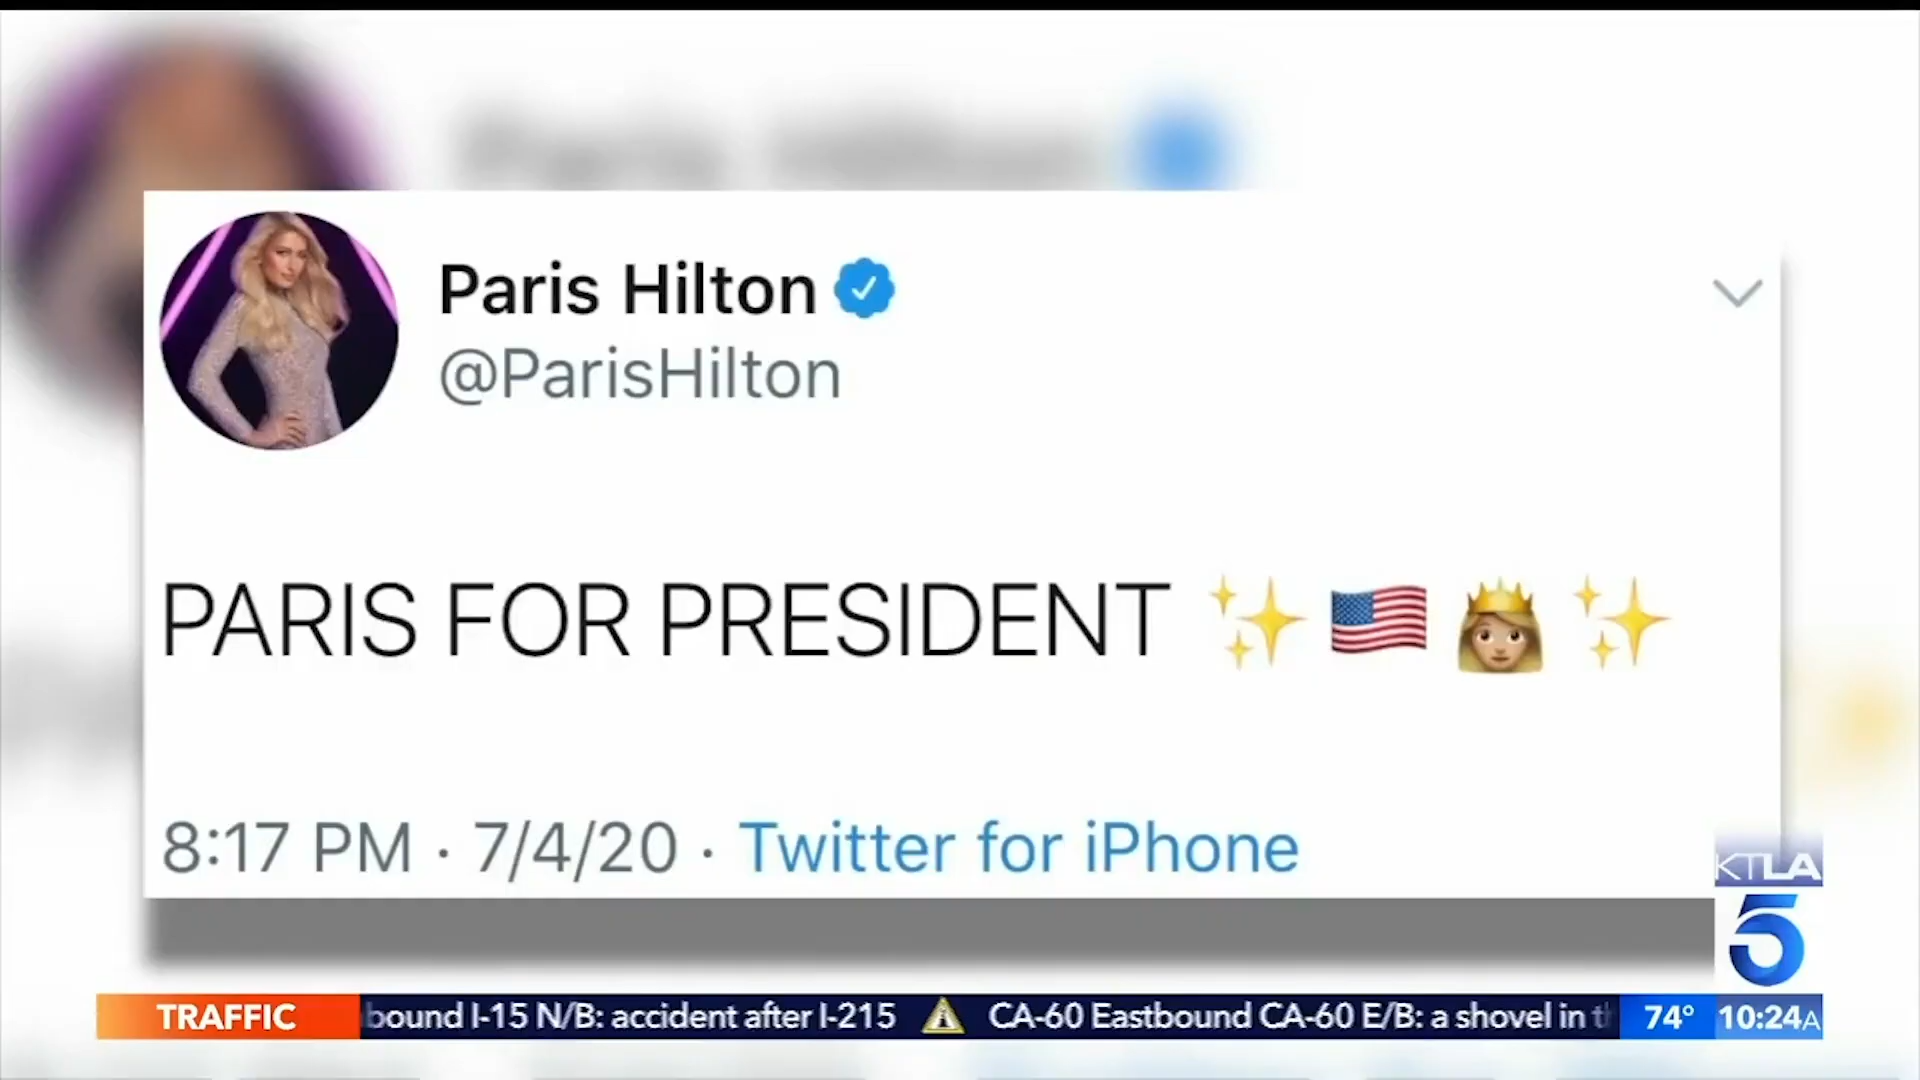 Paris Hilton
@ParisHilton
PARIS FOR PRESIDENT ✨ 🇺🇸 👸🏼 ✨
8:17 PM · 7/4/20 · Twitter for iPhone
KTLA
5
TRAFFIC bound I-15 N/B: accident after I-215 CA-60 Eastbound CA-60 E/B: a shovel in 74° 10:24A